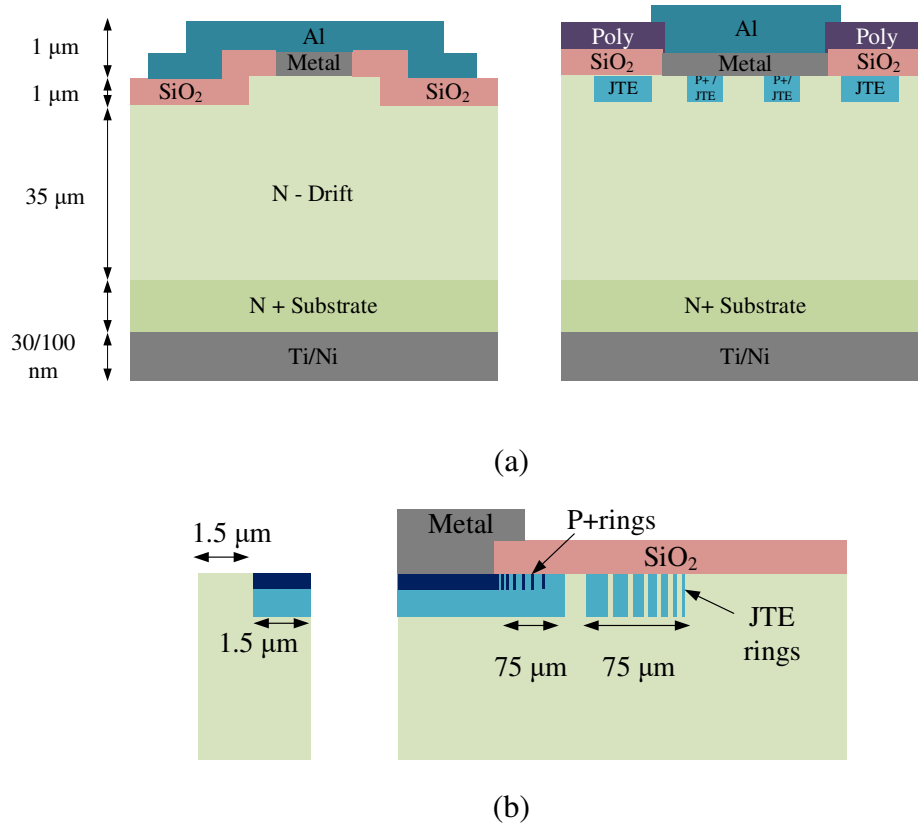 1 μm
1 μm
35 μm
30/100
nm
Al
Metal
SiO₂
SiO₂
N - Drift
N + Substrate
Ti/Ni
Poly
Al
Poly
SiO₂
Metal
SiO₂
JTE
P+ /
JTE
P+/
JTE
JTE
N+ Substrate
Ti/Ni
(a)
1.5 μm
1.5 μm
Metal
P+rings
SiO₂
75 μm
75 μm
JTE
rings
(b)